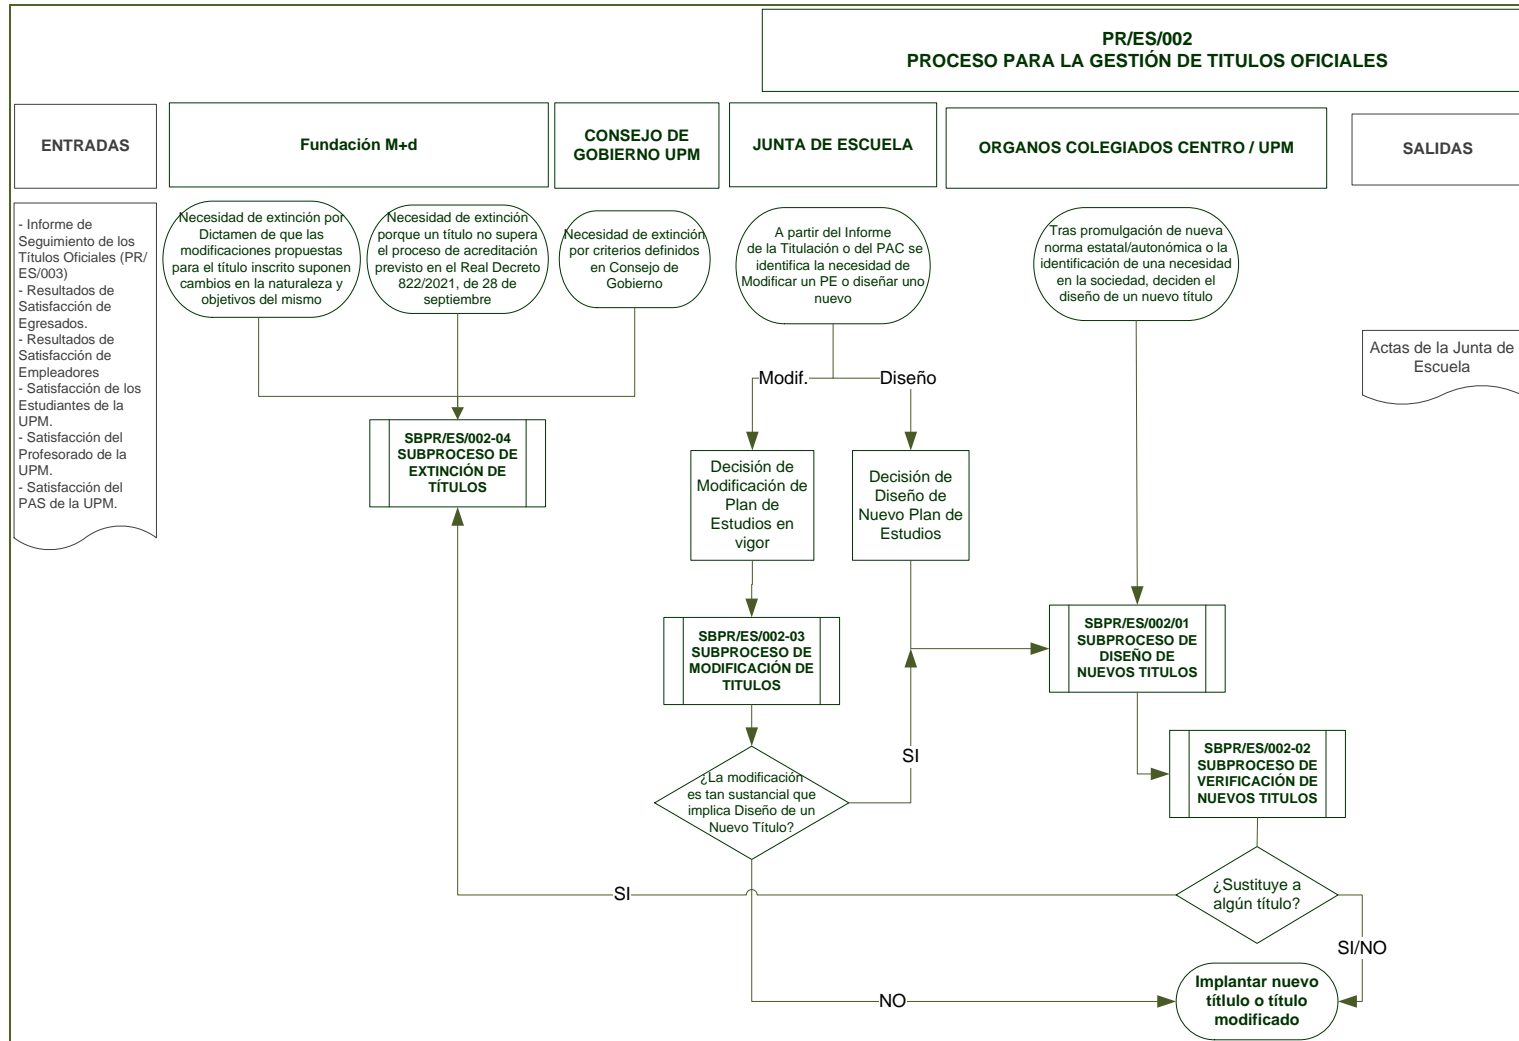 PR/ES/002
PROCESO PARA LA GESTIÓN DE TITULOS OFICIALES
ENTRADAS
Fundación M+d
CONSEJO DE
GOBIERNO UPM
JUNTA DE ESCUELA
ORGANOS COLEGIADOS CENTRO / UPM
SALIDAS
- Informe de
Seguimiento de los
Títulos Oficiales (PR/
ES/003)
- Resultados de
Satisfacción de
Egresados.
- Resultados de
Satisfacción de
Empleadores
- Satisfacción de los
Estudiantes de la
UPM.
- Satisfacción del
Profesorado de la
UPM.
- Satisfacción del
PAS de la UPM.
Necesidad de extinción por
Dictamen de que las
modificaciones propuestas
para el título inscrito suponen
cambios en la naturaleza y
objetivos del mismo
Necesidad de extinción
porque un título no supera
el proceso de acreditación
previsto en el Real Decreto
822/2021, de 28 de
septiembre
Necesidad de extinción
por criterios definidos
en Consejo de
Gobierno
A partir del Informe
de la Titulación o del PAC se
identifica la necesidad de
Modificar un PE o diseñar uno
nuevo
Tras promulgación de nueva
norma estatal/autonómica o la
identificación de una necesidad
en la sociedad, deciden el
diseño de un nuevo título
Actas de la Junta de
Escuela
Modif.
Diseño
SBPR/ES/002-04
SUBPROCESO DE
EXTINCIÓN DE
TÍTULOS
Decisión de
Modificación de
Plan de
Estudios en
vigor
Decisión de
Diseño de
Nuevo Plan de
Estudios
SBPR/ES/002-03
SUBPROCESO DE
MODIFICACIÓN DE
TITULOS
SBPR/ES/002/01
SUBPROCESO DE
DISEÑO DE
NUEVOS TITULOS
SI
SBPR/ES/002-02
SUBPROCESO DE
VERIFICACIÓN DE
NUEVOS TITULOS
¿La modificación
es tan sustancial que
implica Diseño de un
Nuevo Título?
SI
¿Sustituye a
algún título?
SI/NO
NO
Implantar nuevo
títlulo o título
modificado